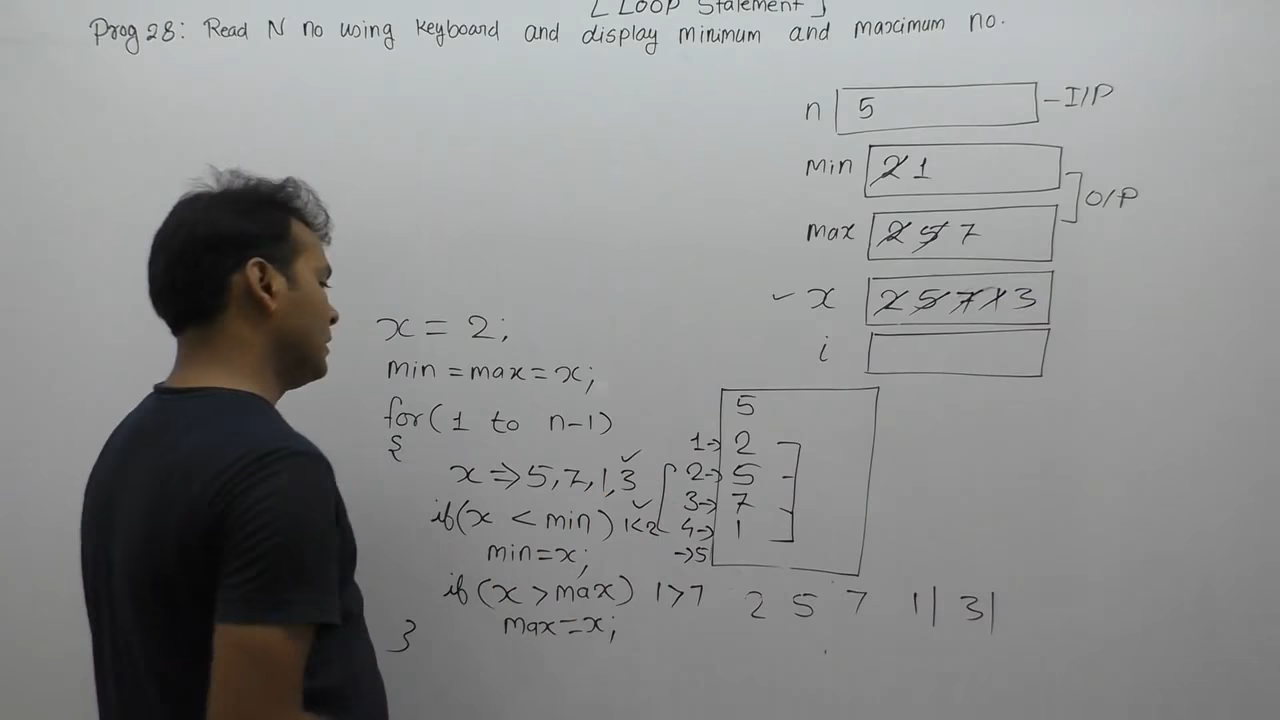 [ LOOP Statement ]
Prog 28: Read N no using keyboard and display minimum and maximum no.
n 5 - I/P
min 2 1
max 2 5 7
O/P
✓ x 2 5 7 1 3
i
x = 2;
min = max = x;
for( 1 to n-1)
{
x => 5, 7, 1, 3 ✓
if(x < min) 1<2 ✓
min = x;
if (x > max) 1>7
max = x;
}
5
1-> 2
2-> 5
3-> 7
4-> 1
->5
2 5 7 1| 3|